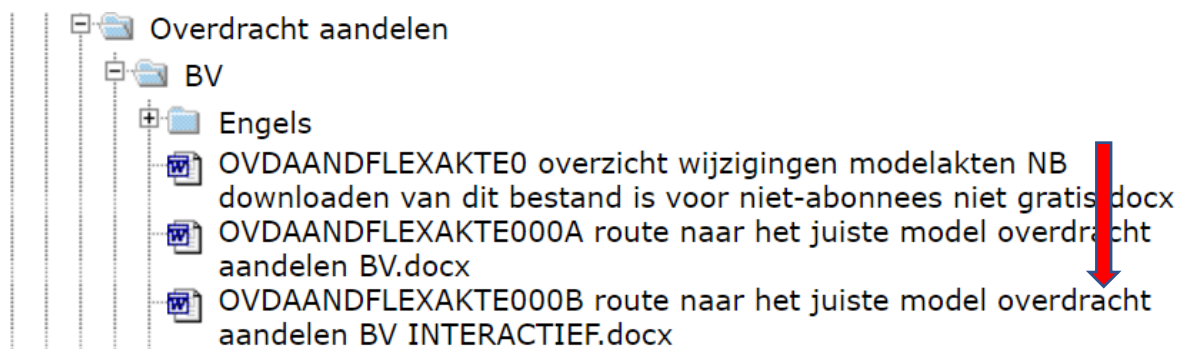 Overdracht aandelen
BV
Engels
OVDAANDFLEXAKTE0 overzicht wijzigingen modelakten NB
downloaden van dit bestand is voor niet-abonnees niet gratis.docx
OVDAANDFLEXAKTE000A route naar het juiste model overdracht
aandelen BV.docx
OVDAANDFLEXAKTE000B route naar het juiste model overdracht
aandelen BV INTERACTIEF.docx